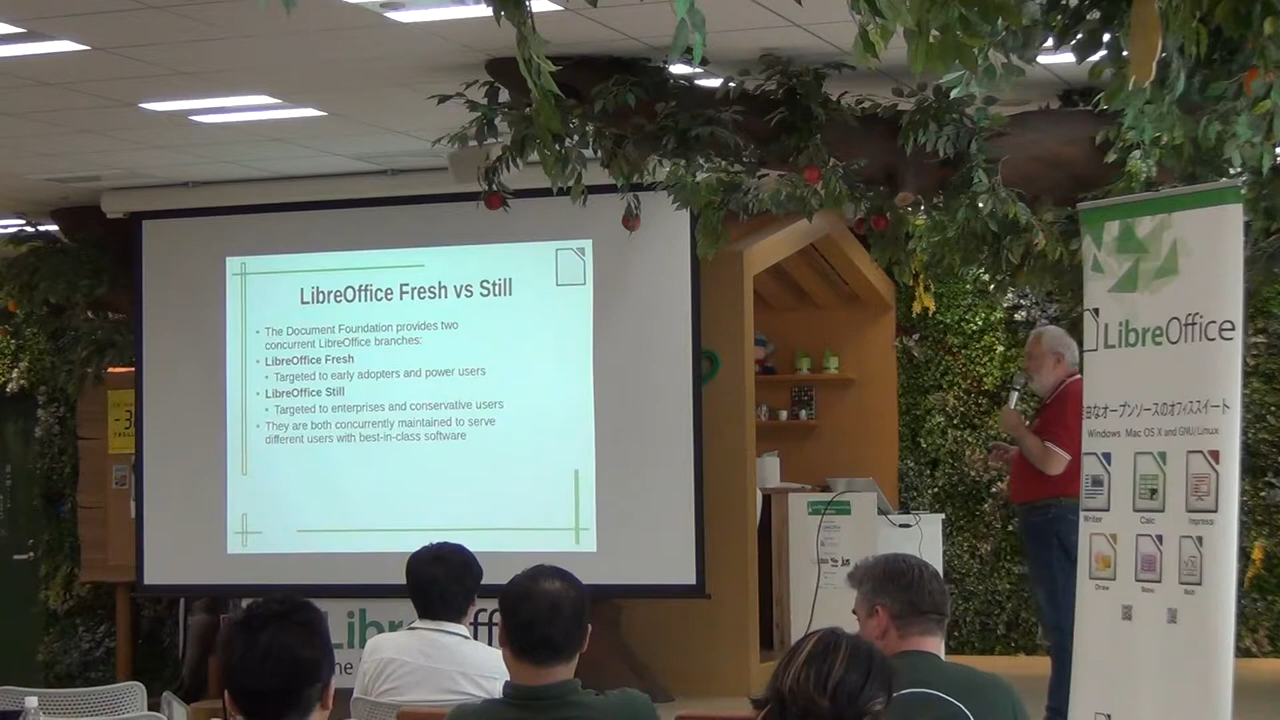 LibreOffice Fresh vs Still
The Document Foundation provides two
concurrent LibreOffice branches:
LibreOffice Fresh
Targeted to early adopters and power users
LibreOffice Still
Targeted to enterprises and conservative users
They are both concurrently maintained to serve
different users with best-in-class software
LibreOffice
なオープンソースのオフィススイート
Windows Mac OS X and GNU/Linux
Writer
Calc
Impress
Draw
Base
Math